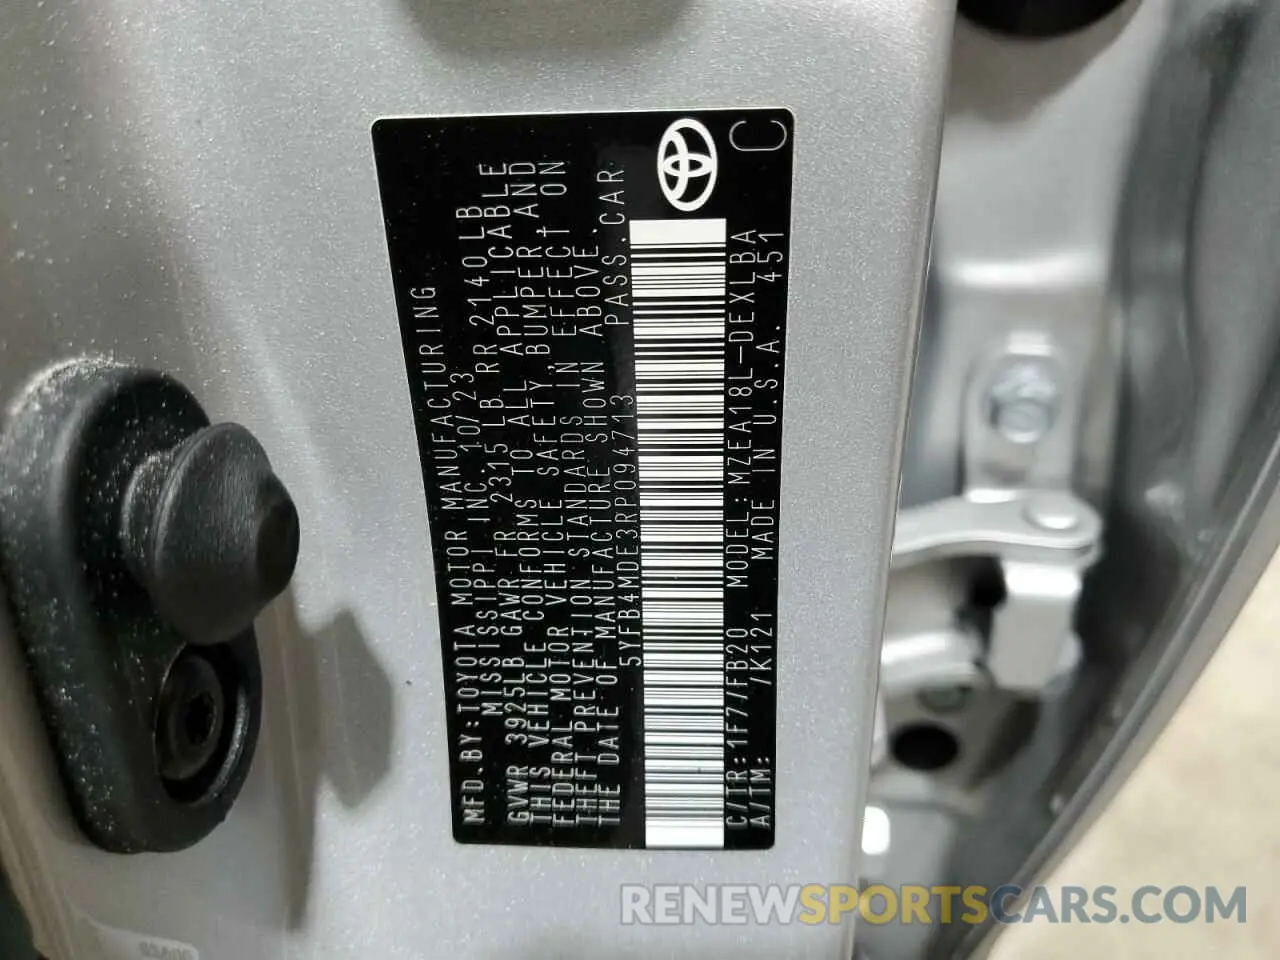 MFD. BY: TOYOTA MOTOR MANUFACTURING
MISSISSIPPI INC. 10/23
GVWR 3925LB GAWR FR 2315 LB RR 2140LB
THIS VEHICLE CONFORMS TO ALL APPLICABLE
FEDERAL MOTOR VEHICLE SAFETY, BUMPER, AND
THEFT PREVENTION STANDARDS IN EFFECT ON
THE DATE OF MANUFACTURE SHOWN ABOVE.
5YFB4MDE3RP094713 PASS.CAR
C/TR: 1F7/FB20 MODEL: MZEA18L-DEXLBA
A/TM: /K121 MADE IN U.S.A. 451
C
RENEWSPORTSCARS.COM